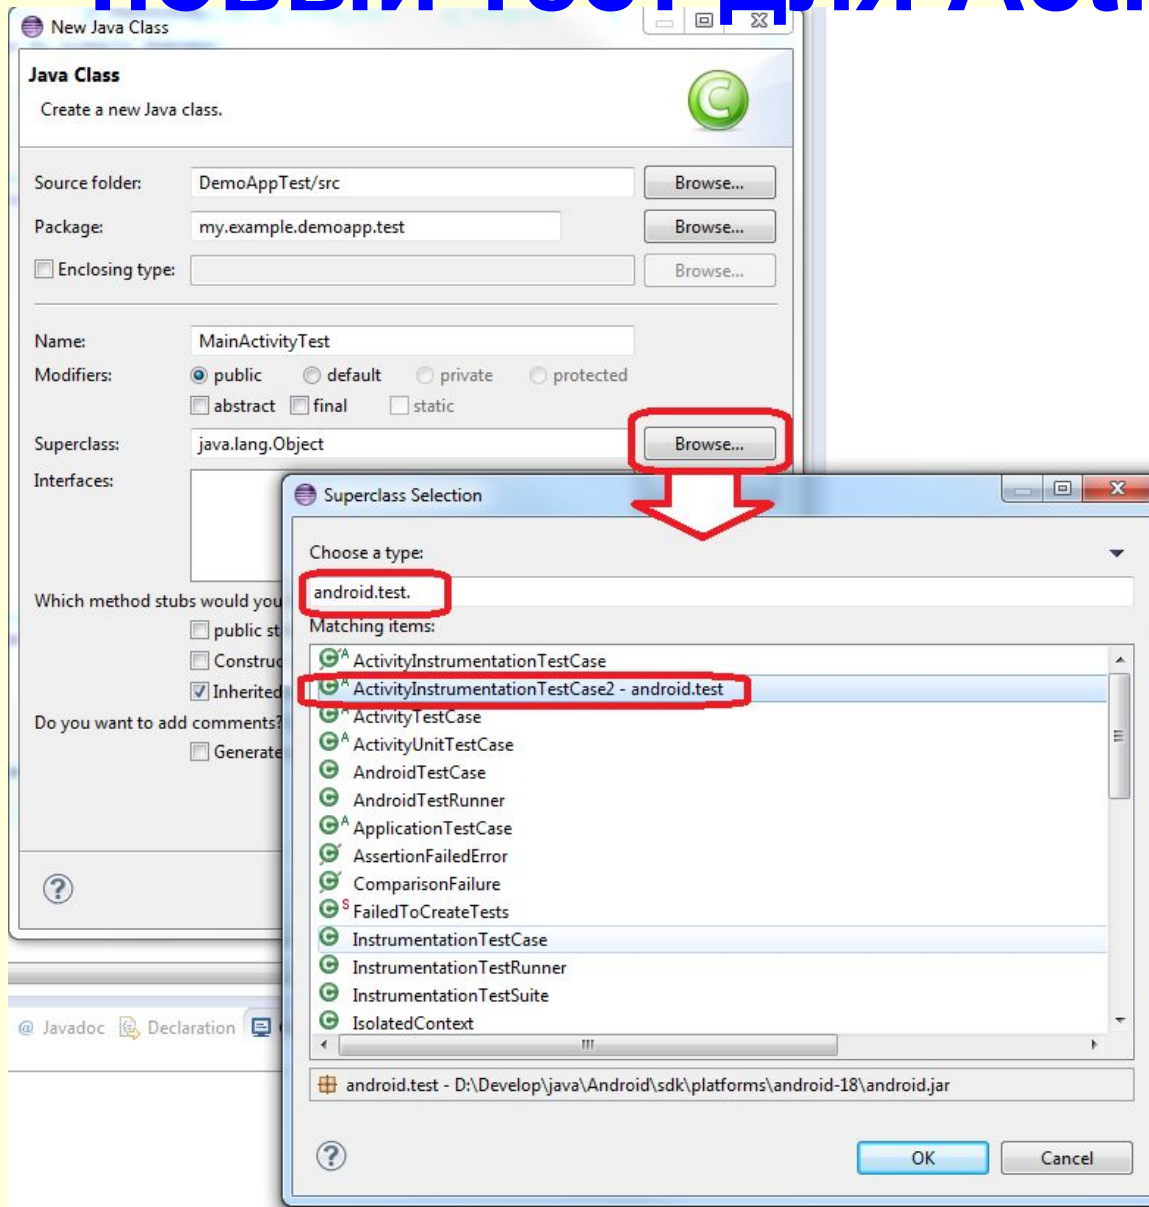 новый тест для Acti
New Java Class
Java Class
Create a new Java class.
Source folder: DemoAppTest/src Browse...
Package: my.example.demoapp.test Browse...
Enclosing type: Browse...
Name: MainActivityTest
Modifiers: public default private protected
abstract final static
Superclass: java.lang.Object Browse...
Interfaces:
Which method stubs would you
public st
Construc
Inherited
Do you want to add comments?
Generate
Superclass Selection
Choose a type:
android.test.
Matching items:
ActivityInstrumentationTestCase
ActivityInstrumentationTestCase2 - android.test
ActivityTestCase
ActivityUnitTestCase
AndroidTestCase
AndroidTestRunner
ApplicationTestCase
AssertionFailedError
ComparisonFailure
FailedToCreateTests
InstrumentationTestCase
InstrumentationTestRunner
InstrumentationTestSuite
IsolatedContext
android.test - D:\Develop\java\Android\sdk\platforms\android-18\android.jar
OK Cancel
@ Javadoc Declaration